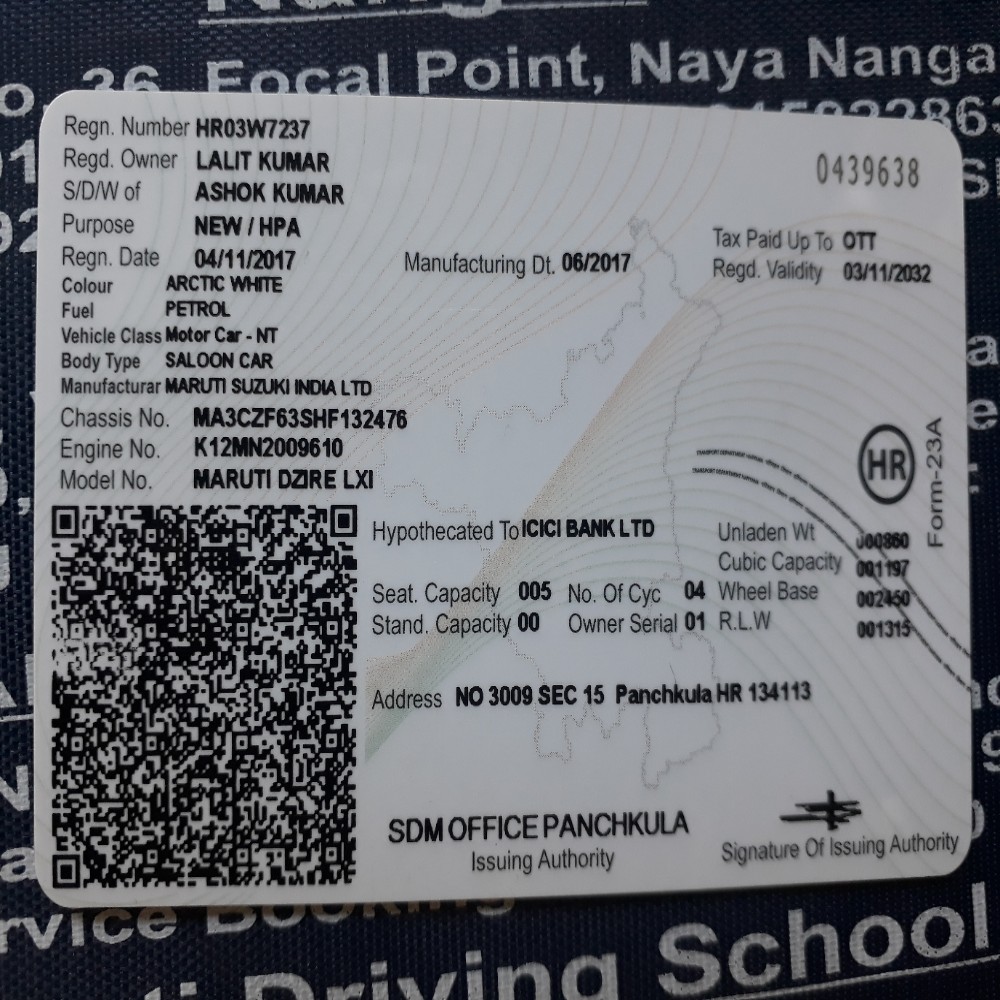 o. 36, Focal Point, Naya Nanga
Regn. Number HR03W7237
Regd. Owner LALIT KUMAR
0439638
S/D/W of ASHOK KUMAR
Purpose NEW / HPA
Tax Paid Up To OTT
Regn. Date 04/11/2017
Manufacturing Dt. 06/2017
Regd. Validity 03/11/2032
Colour ARCTIC WHITE
Fuel PETROL
Vehicle Class Motor Car - NT
Body Type SALOON CAR
Manufacturar MARUTI SUZUKI INDIA LTD
Chassis No. MA3CZF63SHF132476
Engine No. K12MN2009610
Model No. MARUTI DZIRE LXI
HR
Form-23A
Hypothecated To ICICI BANK LTD
Unladen Wt 000860
Cubic Capacity 001197
Seat. Capacity 005 No. Of Cyc 04 Wheel Base 002450
Stand. Capacity 00 Owner Serial 01 R.L.W 001315
Address NO 3009 SEC 15 Panchkula HR 134113
SDM OFFICE PANCHKULA
Issuing Authority
Signature Of Issuing Authority
rvice Booking
ti Driving School